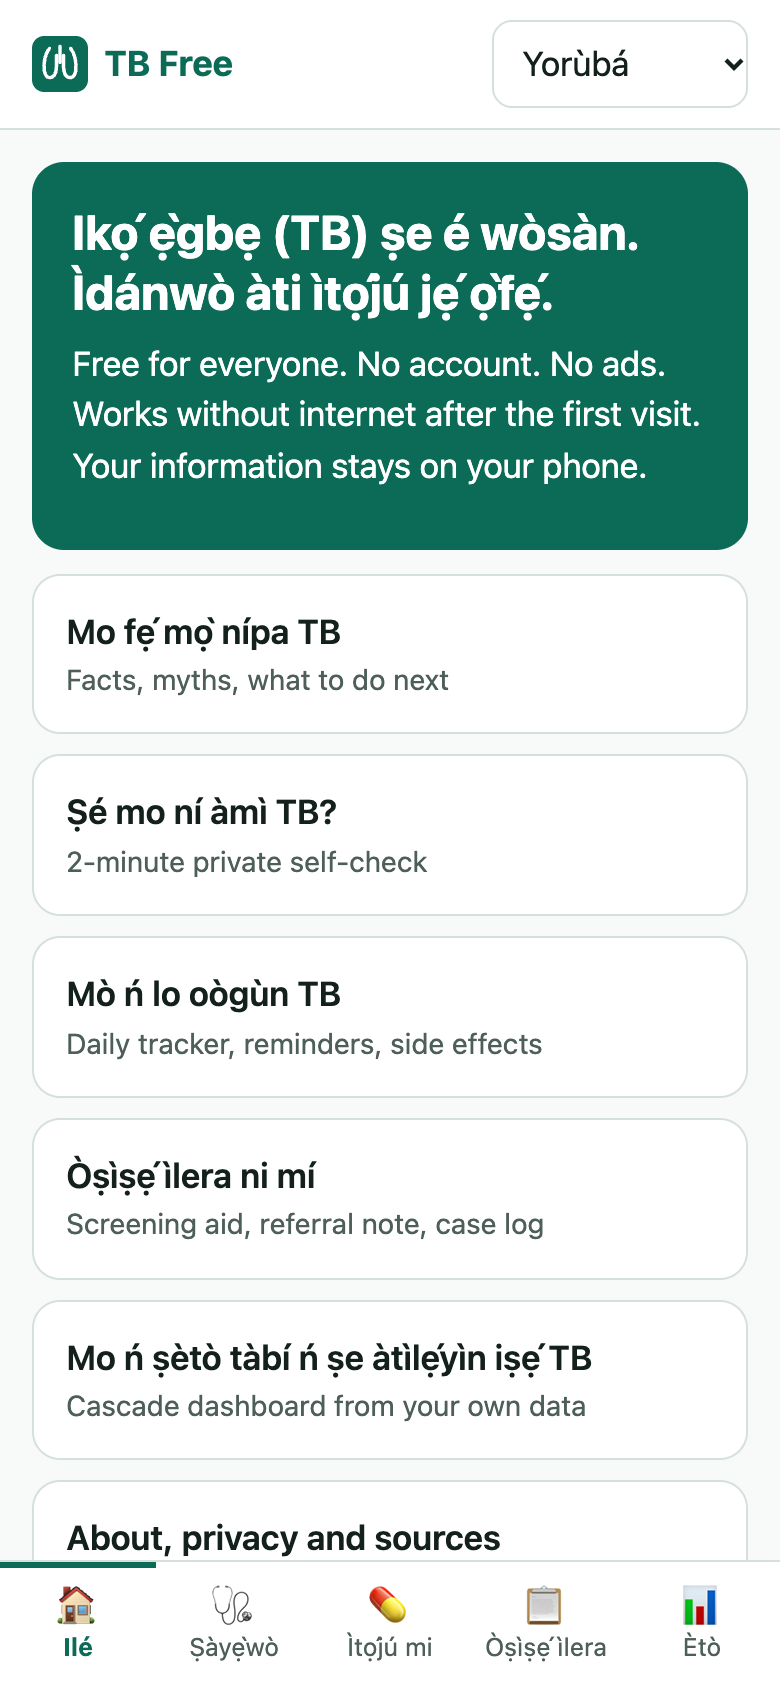 TB Free
Yorùbá
Ikọ́ ẹ̀gbẹ (TB) ṣe é wòsàn.
Ìdánwò àti ìtọ́jú jẹ́ ọ̀fẹ́.
Free for everyone. No account. No ads.
Works without internet after the first visit.
Your information stays on your phone.
Mo fẹ́ mọ̀ nípa TB
Facts, myths, what to do next
Ṣé mo ní àmì TB?
2-minute private self-check
Mò ń lo oògùn TB
Daily tracker, reminders, side effects
Òṣìṣẹ́ ìlera ni mí
Screening aid, referral note, case log
Mo ń ṣètò tàbí ń ṣe àtìlẹ́yìn iṣẹ́ TB
Cascade dashboard from your own data
About, privacy and sources
Ilé
Ṣàyẹ̀wò
Ìtọ́jú mi
Òṣìṣẹ́ ìlera
Ètò